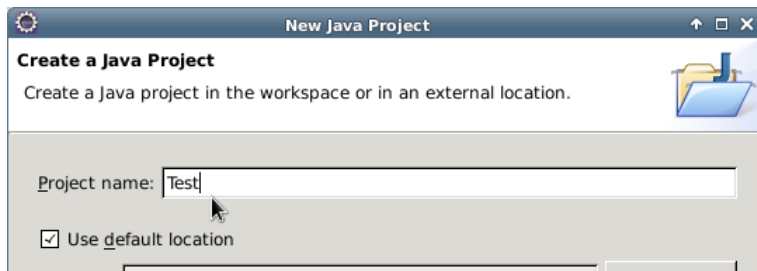 New Java Project
Create a Java Project
Create a Java project in the workspace or in an external location.
Project name: Test
Use default location